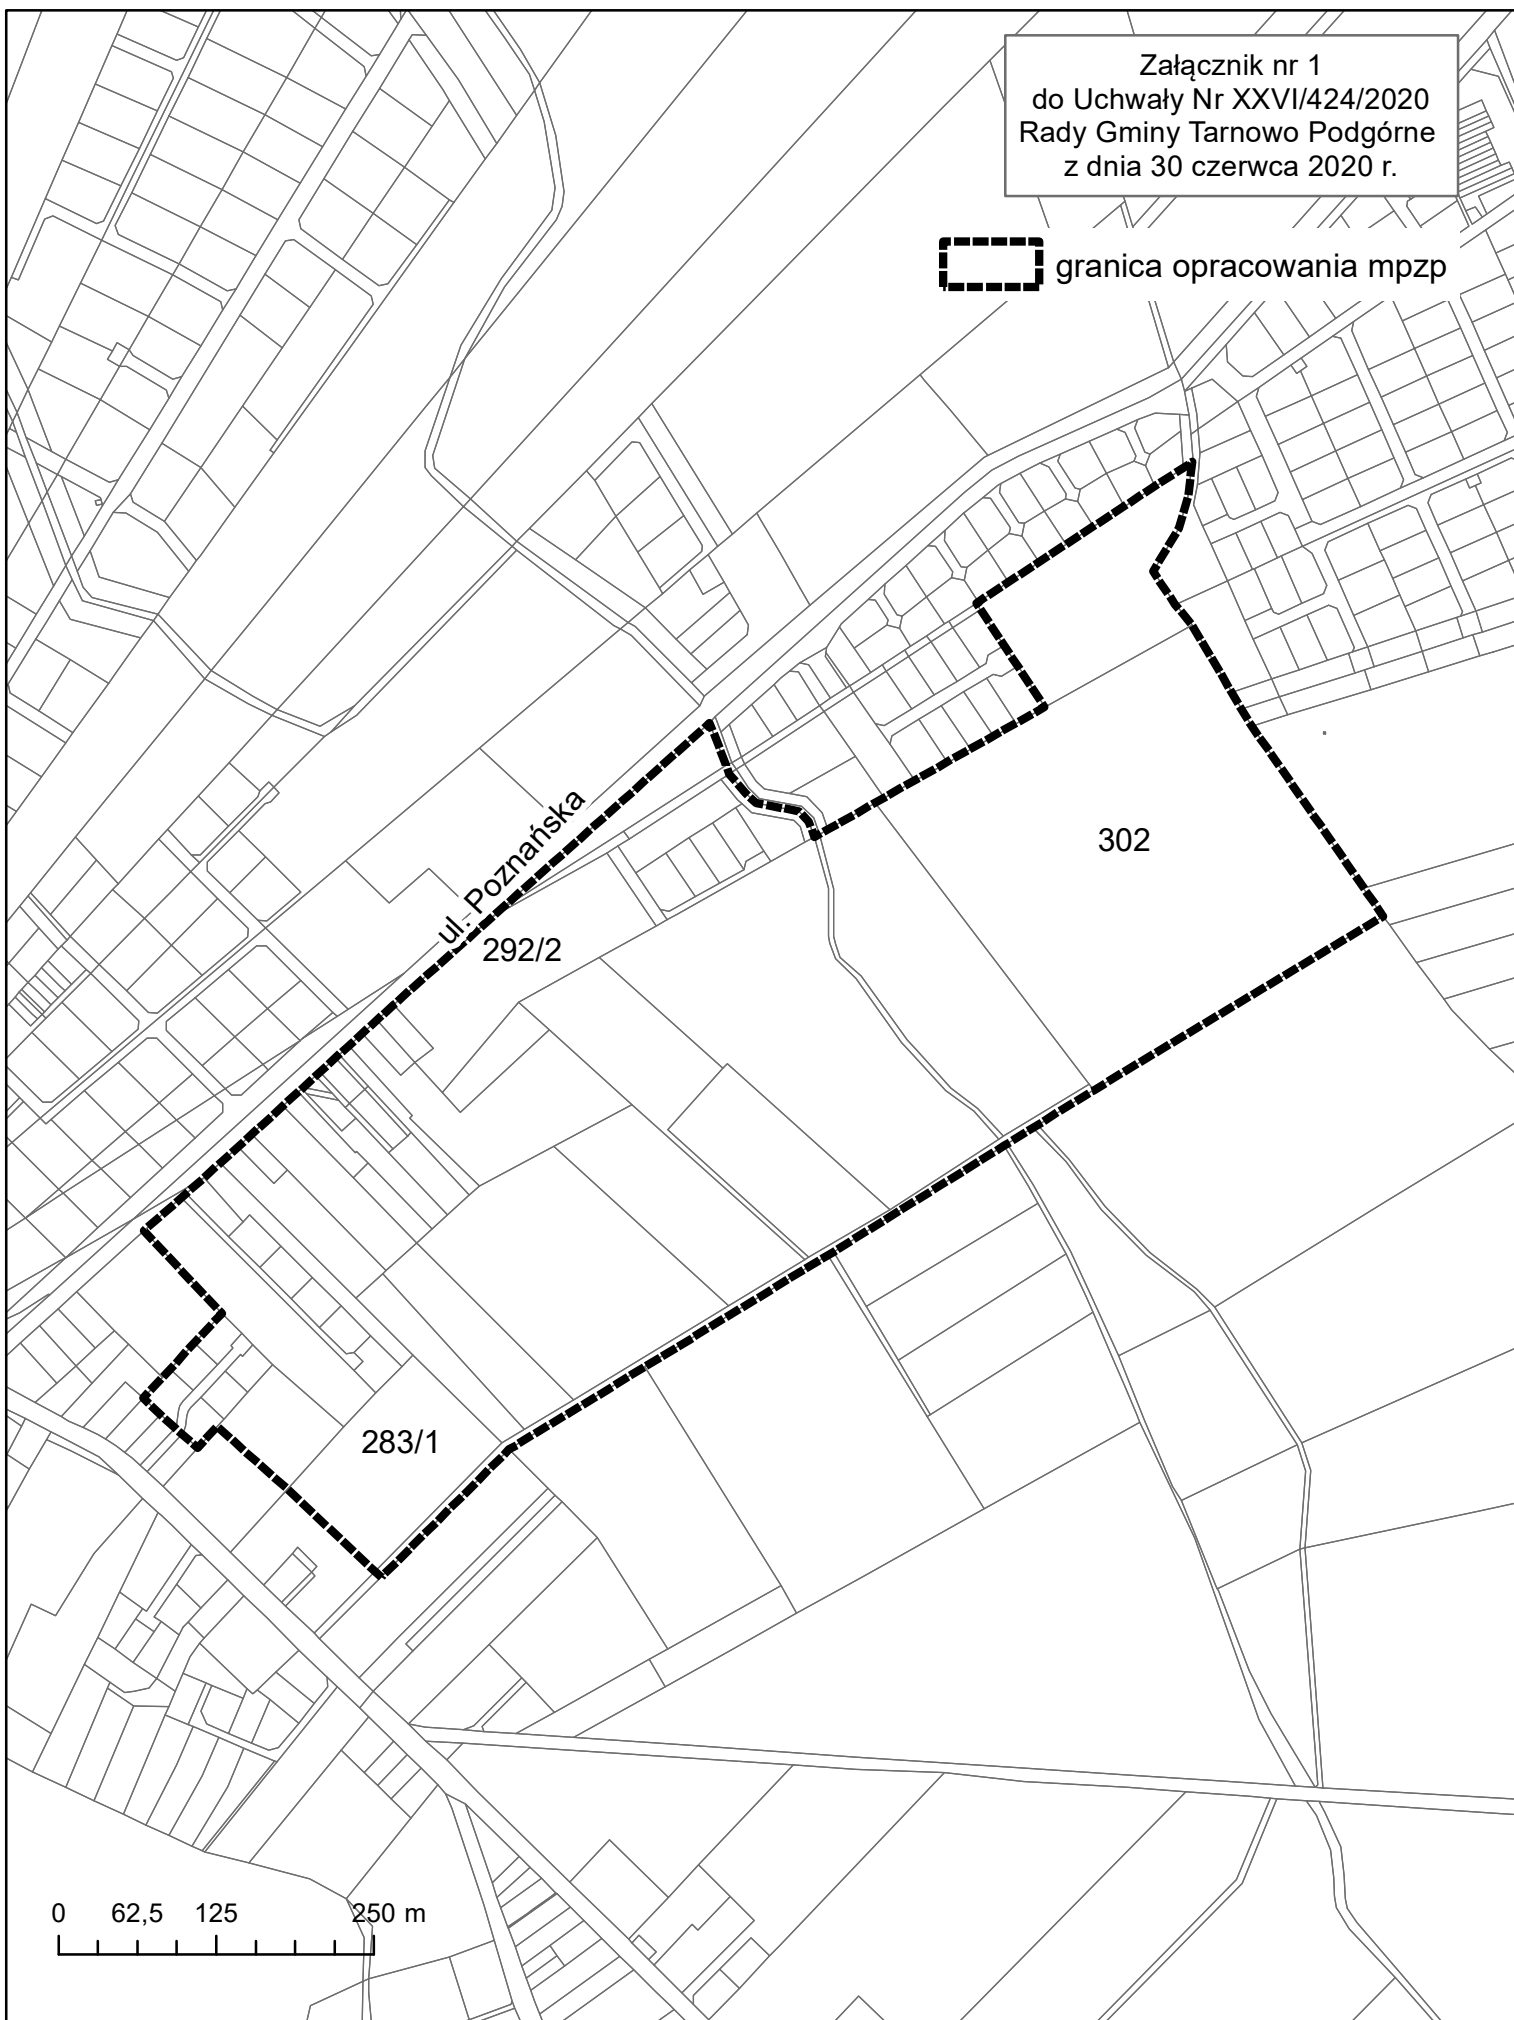 Załącznik nr 1
do Uchwały Nr XXVI/424/2020
Rady Gminy Tarnowo Podgórne
z dnia 30 czerwca 2020 r.
granica opracowania mpzp
ul. Poznańska
302
292/2
283/1
0 62,5 125 250 m